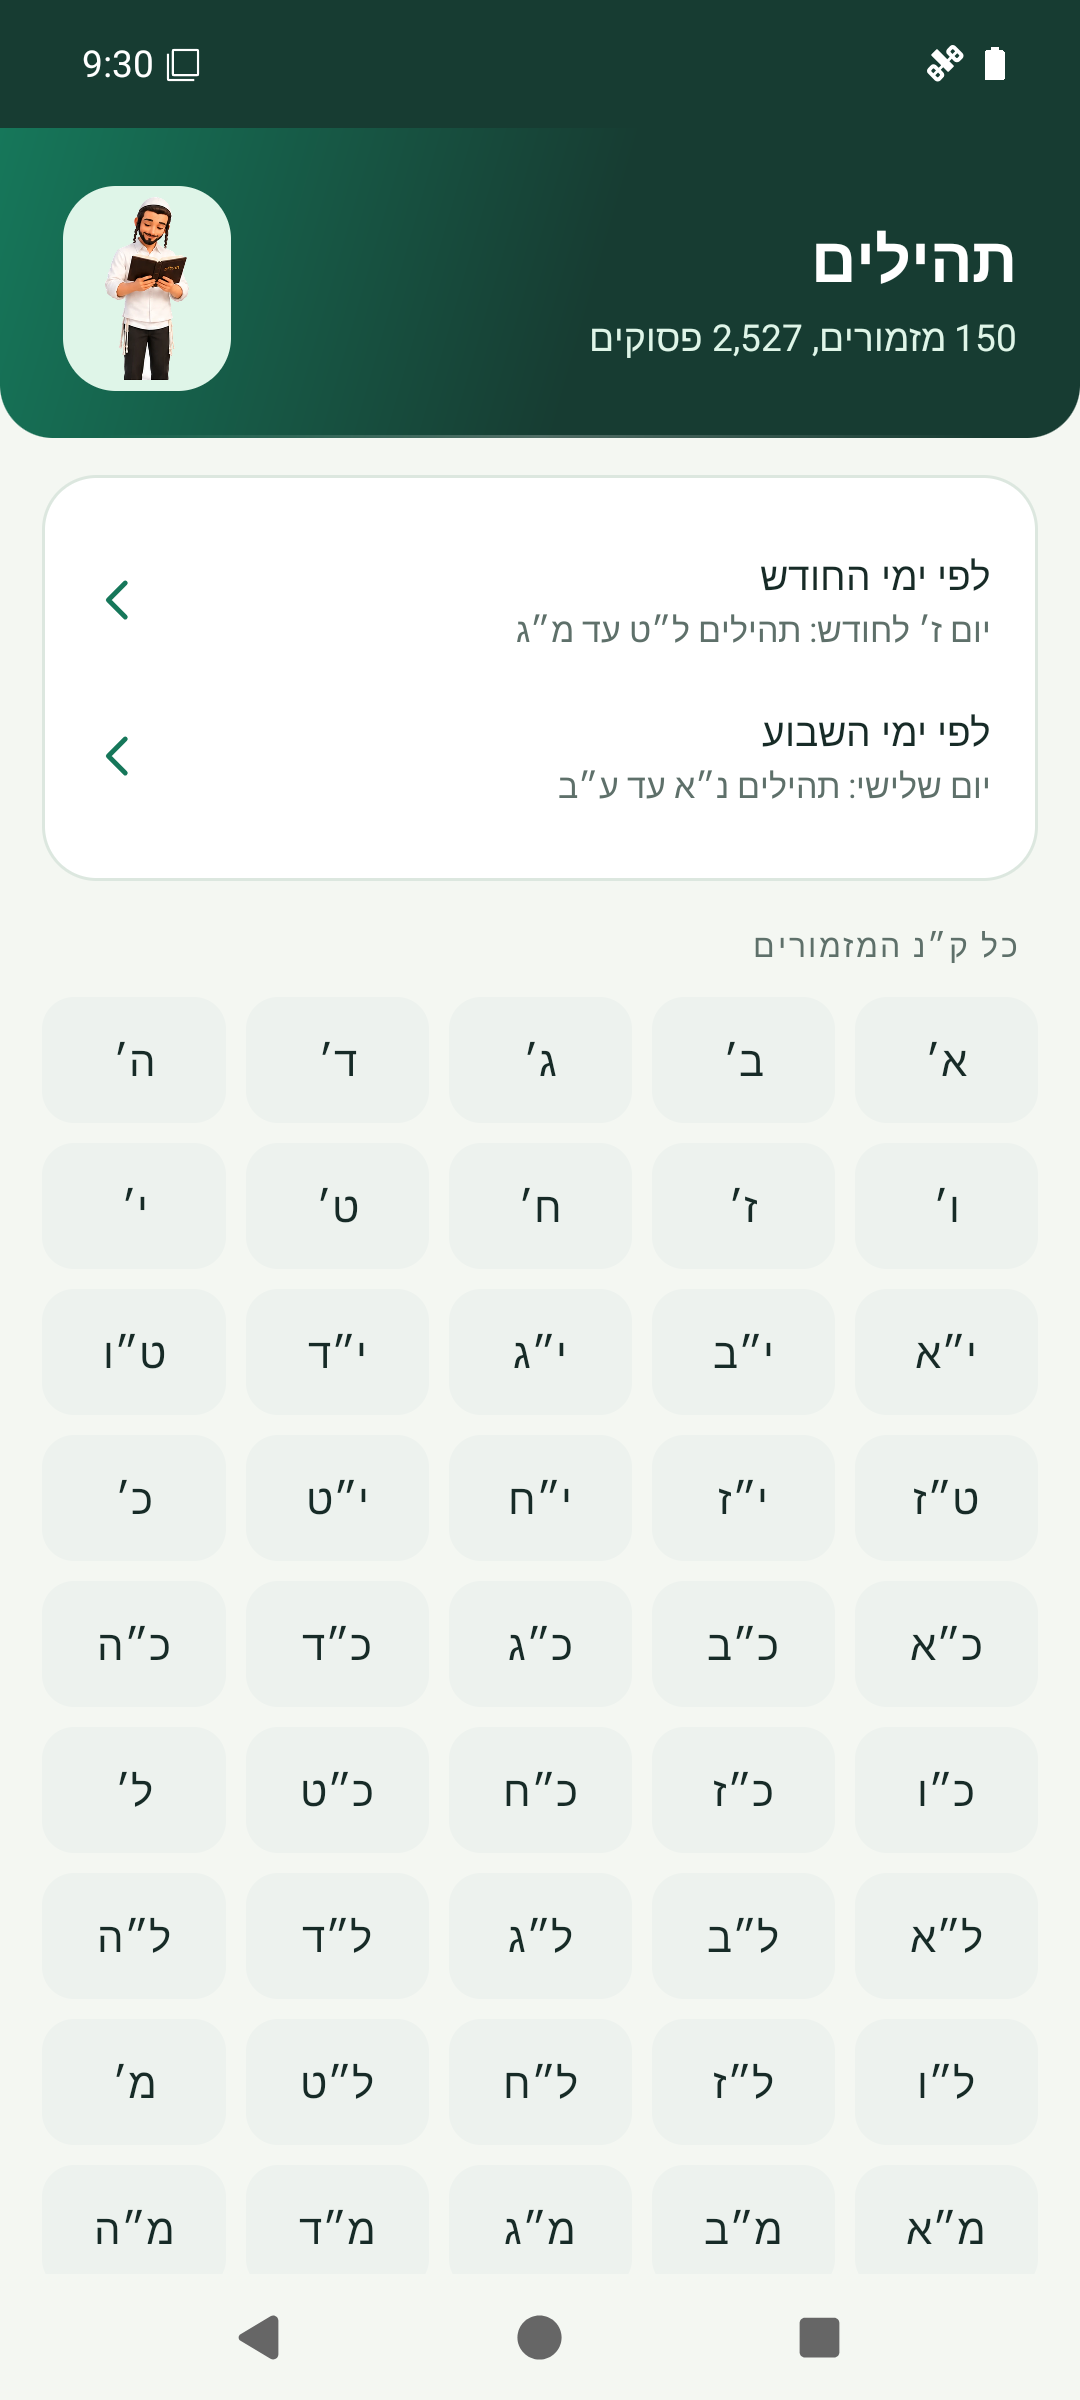 9:30
תהילים
150 מזמורים, 2,527 פסוקים
לפי ימי החודש
יום ז׳ לחודש: תהילים ל״ט עד מ״ג
לפי ימי השבוע
יום שלישי: תהילים נ״א עד ע״ב
כל ק״נ המזמורים
א׳ ב׳ ג׳ ד׳ ה׳
ו׳ ז׳ ח׳ ט׳ י׳
י״א י״ב י״ג י״ד ט״ו
ט״ז י״ז י״ח י״ט כ׳
כ״א כ״ב כ״ג כ״ד כ״ה
כ״ו כ״ז כ״ח כ״ט ל׳
ל״א ל״ב ל״ג ל״ד ל״ה
ל״ו ל״ז ל״ח ל״ט מ׳
מ״א מ״ב מ״ג מ״ד מ״ה